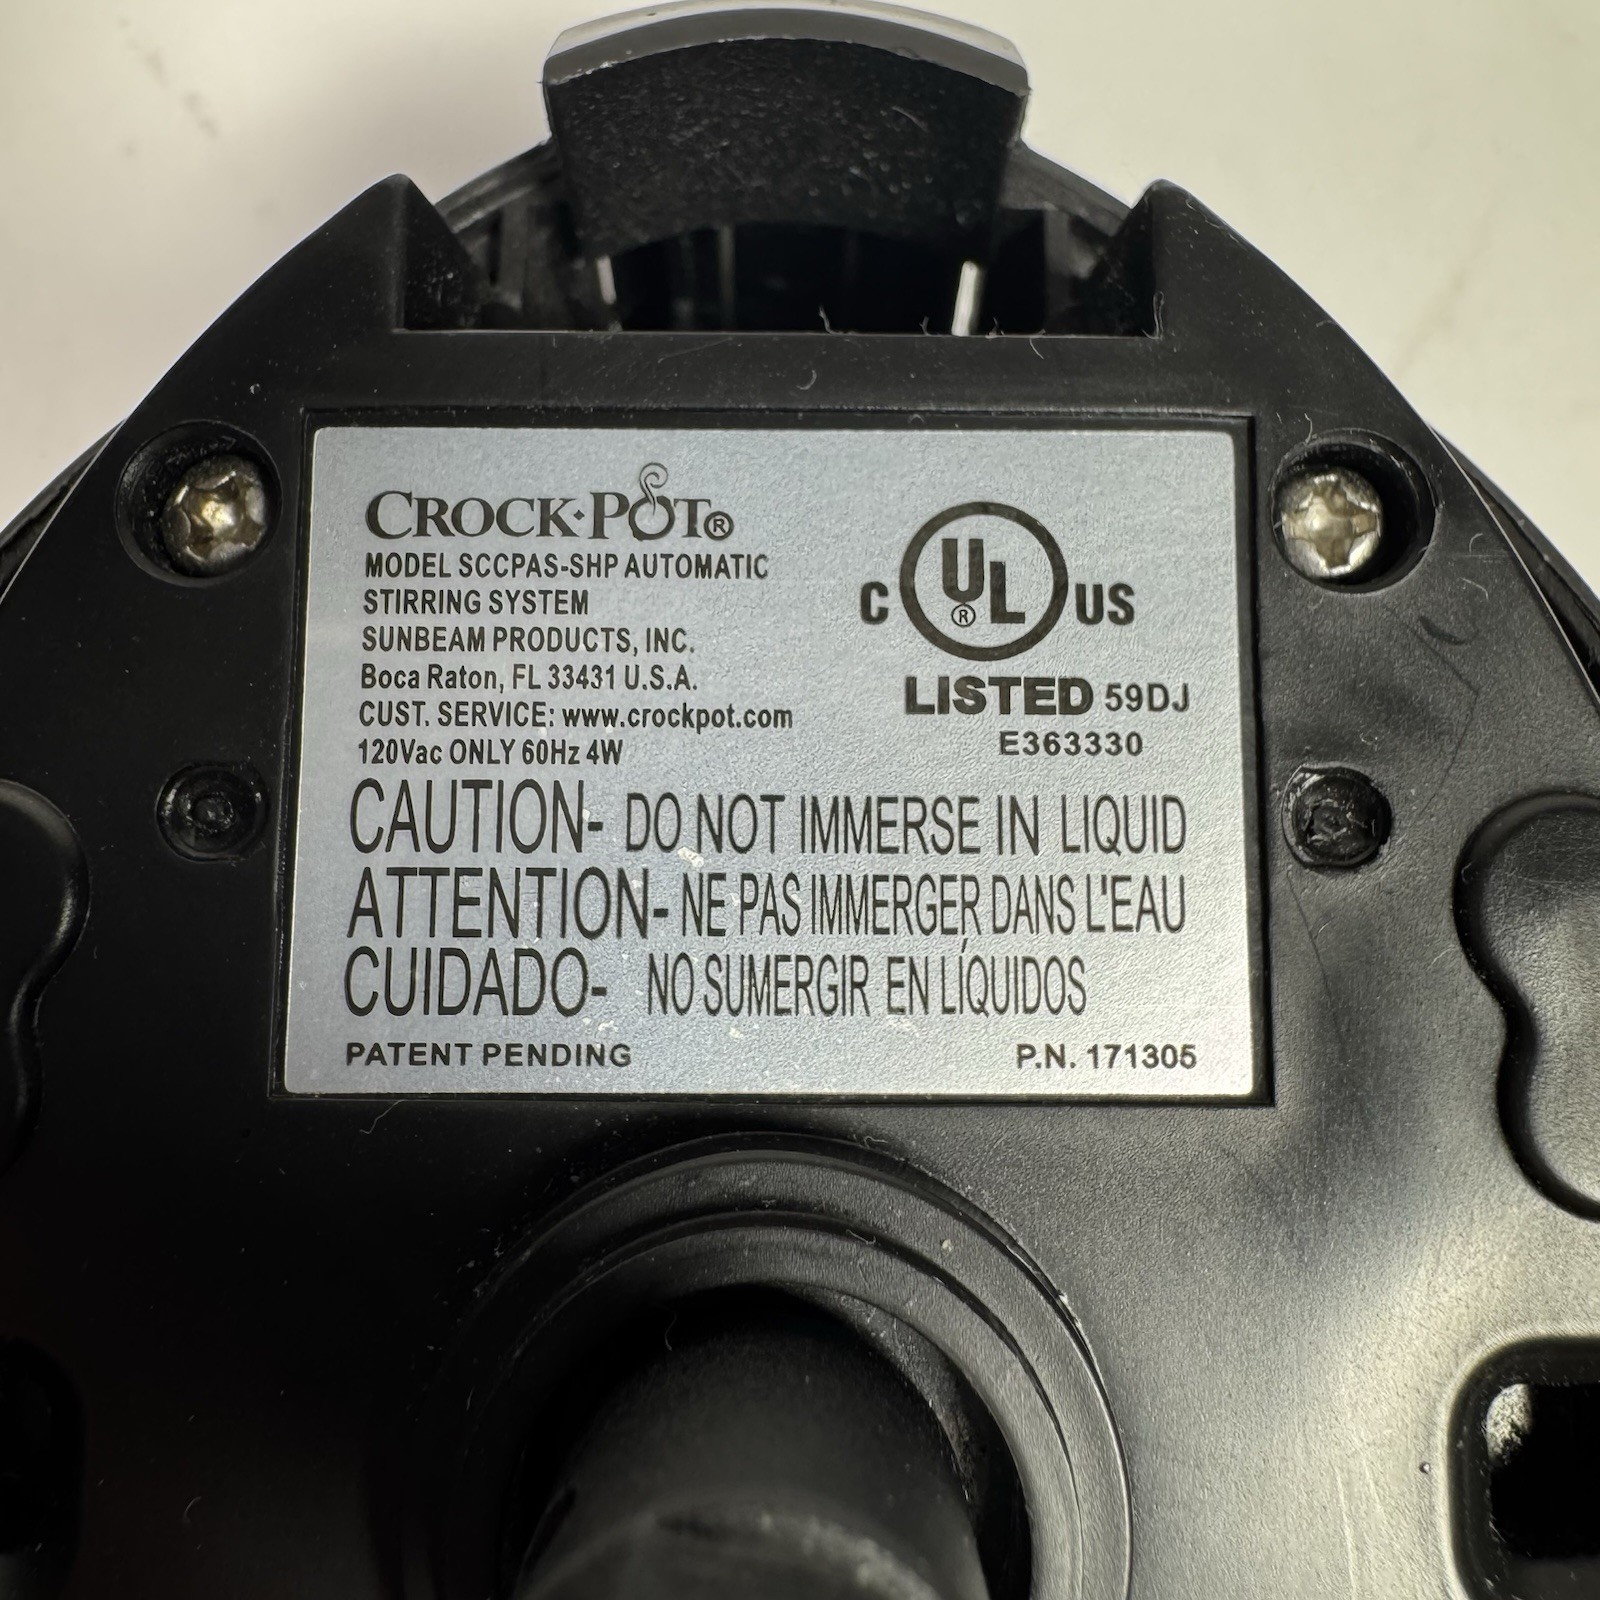 CROCK·POT®
MODEL SCCPAS-SHP AUTOMATIC
STIRRING SYSTEM
SUNBEAM PRODUCTS, INC.
Boca Raton, FL 33431 U.S.A.
CUST. SERVICE: www.crockpot.com
120Vac ONLY 60Hz 4W
C UL® US
LISTED 59DJ
E363330
CAUTION- DO NOT IMMERSE IN LIQUID
ATTENTION- NE PAS IMMERGER DANS L'EAU
CUIDADO- NO SUMERGIR EN LÍQUIDOS
PATENT PENDING
P.N. 171305